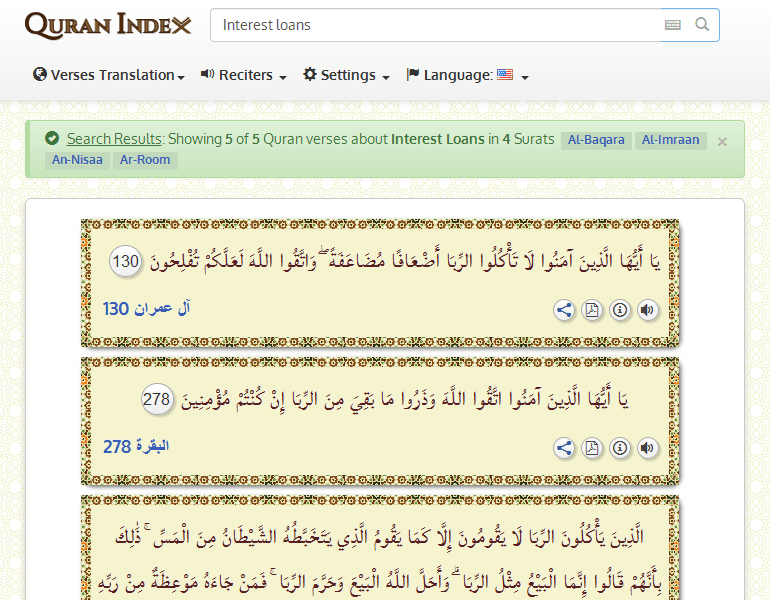 QURAN INDEX
Interest loans
Verses Translation Reciters Settings Language:
Search Results: Showing 5 of 5 Quran verses about Interest Loans in 4 Surats Al-Baqara Al-Imraan ×
An-Nisaa Ar-Room
يَا أَيُّهَا الَّذِينَ آمَنُوا لَا تَأْكُلُوا الرِّبَا أَضْعَافًا مُضَاعَفَةً ۖ وَاتَّقُوا اللَّهَ لَعَلَّكُمْ تُفْلِحُونَ 130
آل عمران 130
يَا أَيُّهَا الَّذِينَ آمَنُوا اتَّقُوا اللَّهَ وَذَرُوا مَا بَقِيَ مِنَ الرِّبَا إِنْ كُنْتُمْ مُؤْمِنِينَ 278
البقرة 278
الَّذِينَ يَأْكُلُونَ الرِّبَا لَا يَقُومُونَ إِلَّا كَمَا يَقُومُ الَّذِي يَتَخَبَّطُهُ الشَّيْطَانُ مِنَ الْمَسِّ ۚ ذَٰلِكَ
بِأَنَّهُمْ قَالُوا إِنَّمَا الْبَيْعُ مِثْلُ الرِّبَا ۗ وَأَحَلَّ اللَّهُ الْبَيْعَ وَحَرَّمَ الرِّبَا ۚ فَمَنْ جَاءَهُ مَوْعِظَةٌ مِنْ رَبِّهِ